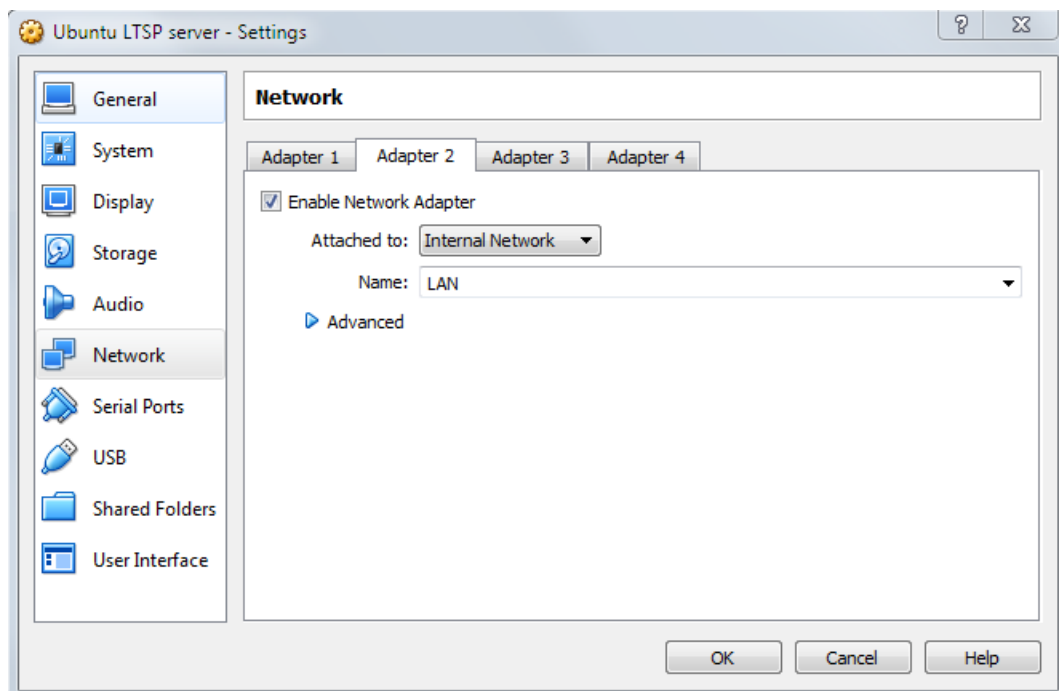 Ubuntu LTSP server - Settings
General
System
Display
Storage
Audio
Network
Serial Ports
USB
Shared Folders
User Interface
Network
Adapter 1 Adapter 2 Adapter 3 Adapter 4
Enable Network Adapter
Attached to: Internal Network
Name: LAN
Advanced
OK Cancel Help